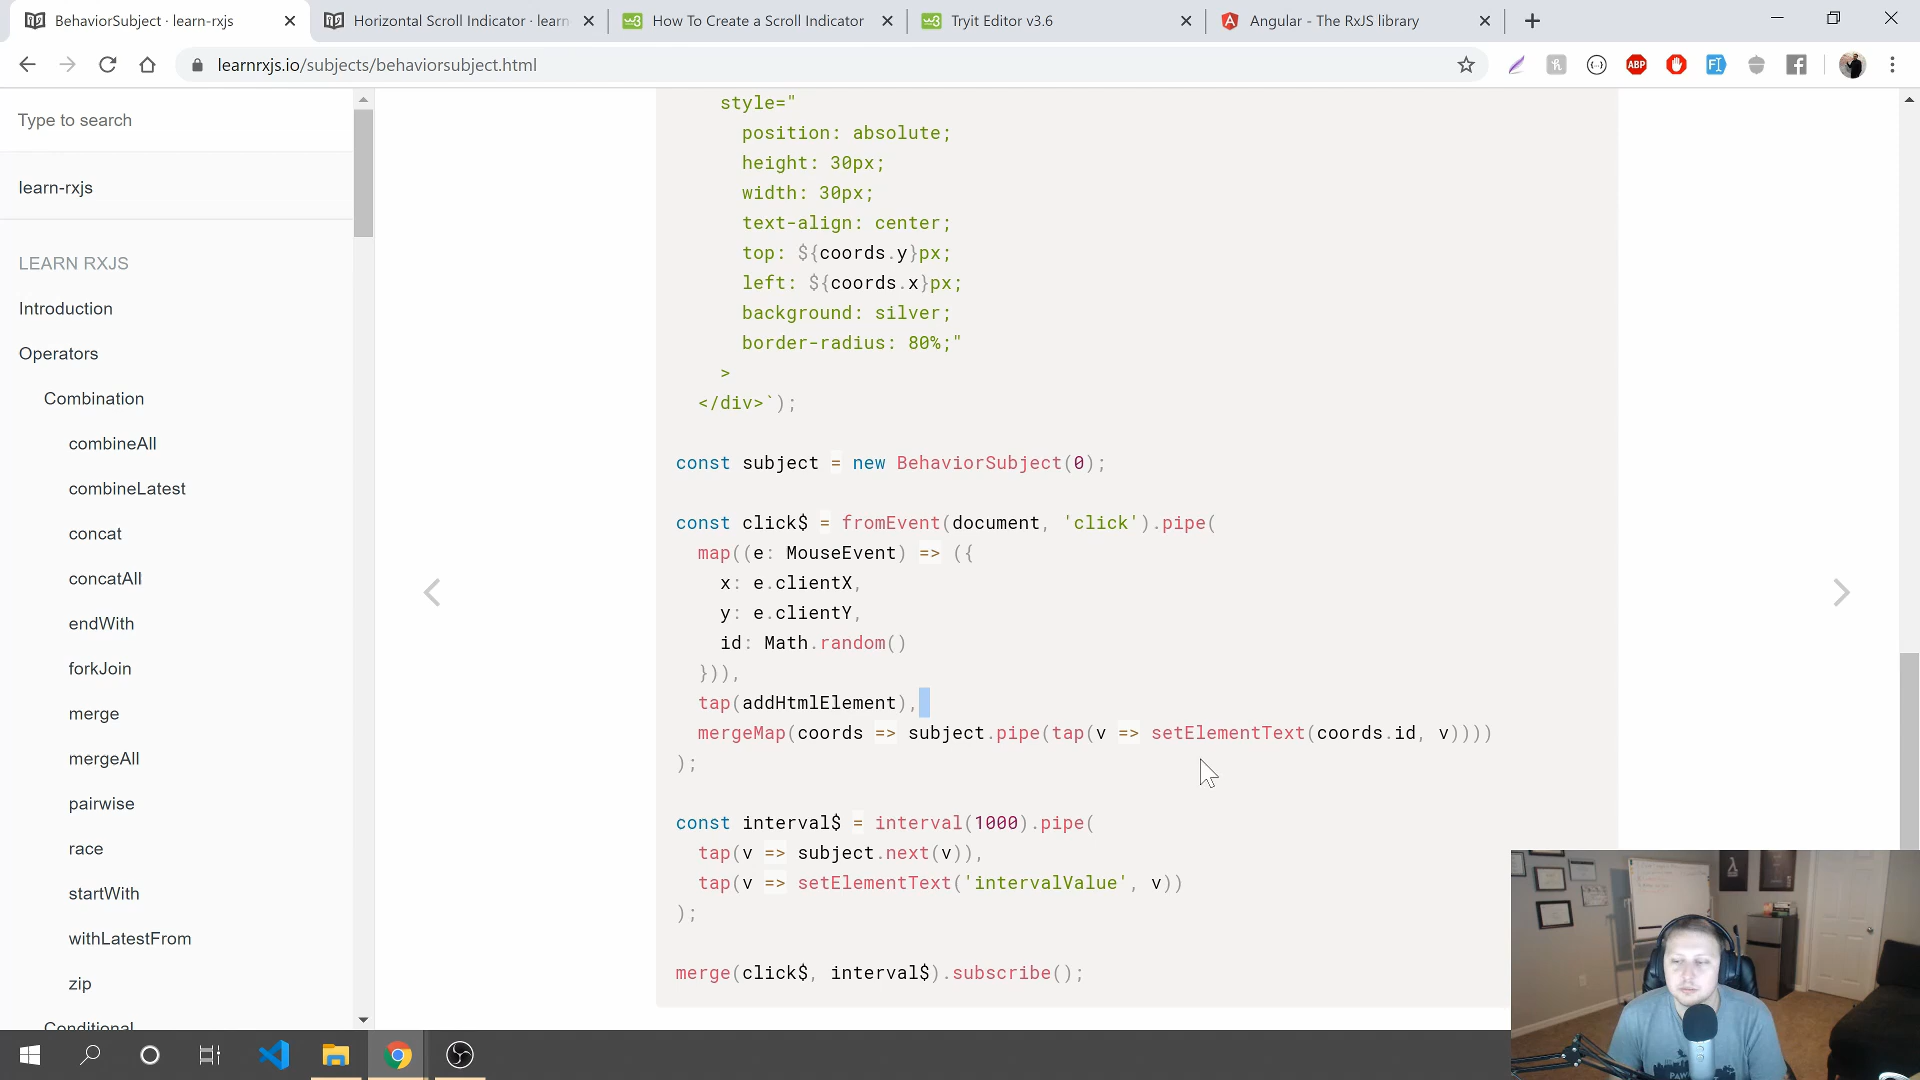 BehaviorSubject · learn-rxjs
Horizontal Scroll Indicator · learn
How To Create a Scroll Indicator
Tryit Editor v3.6
Angular - The RxJS library
learnrxjs.io/subjects/behaviorsubject.html
ABP
Type to search
learn-rxjs
LEARN RXJS
Introduction
Operators
Combination
combineAll
combineLatest
concat
concatAll
endWith
forkJoin
merge
mergeAll
pairwise
race
startWith
withLatestFrom
zip
Conditional
style="
position: absolute;
height: 30px;
width: 30px;
text-align: center;
top: ${coords.y}px;
left: ${coords.x}px;
background: silver;
border-radius: 80%;"
>
</div>`);
const subject = new BehaviorSubject(0);
const click$ = fromEvent(document, 'click').pipe(
map((e: MouseEvent) => ({
x: e.clientX,
y: e.clientY,
id: Math.random()
})),
tap(addHtmlElement),
mergeMap(coords => subject.pipe(tap(v => setElementText(coords.id, v))))
);
const interval$ = interval(1000).pipe(
tap(v => subject.next(v)),
tap(v => setElementText('intervalValue', v))
);
merge(click$, interval$).subscribe();